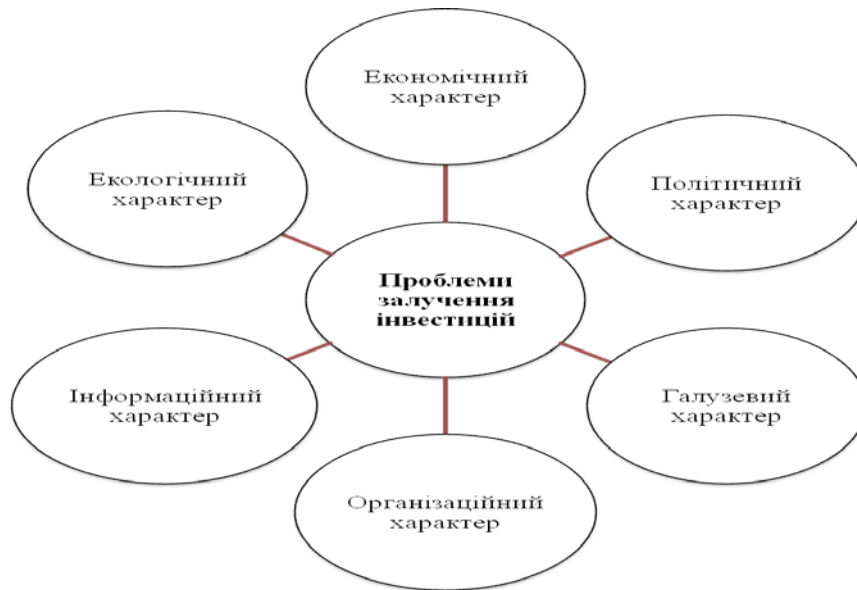 Економічний
характер
Екологічний
характер
Політичний
характер
Проблеми
залучення
інвестицій
Інформаційний
характер
Галузевий
характер
Організаційний
характер